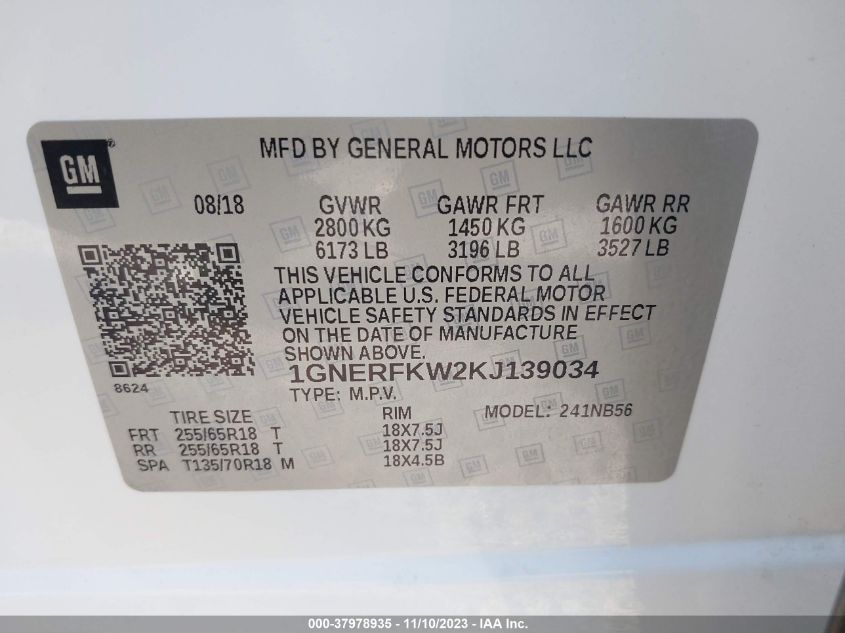 GM
MFD BY GENERAL MOTORS LLC
08/18 GVWR GAWR FRT GAWR RR
2800 KG 1450 KG 1600 KG
6173 LB 3196 LB 3527 LB
THIS VEHICLE CONFORMS TO ALL
APPLICABLE U.S. FEDERAL MOTOR
VEHICLE SAFETY STANDARDS IN EFFECT
ON THE DATE OF MANUFACTURE
SHOWN ABOVE.
8624
1GNERFKW2KJ139034
TYPE: M.P.V.
TIRE SIZE RIM MODEL: 241NB56
FRT 255/65R18 T 18X7.5J
RR 255/65R18 T 18X7.5J
SPA T135/70R18 M 18X4.5B
000-37978935 - 11/10/2023 - IAA Inc.